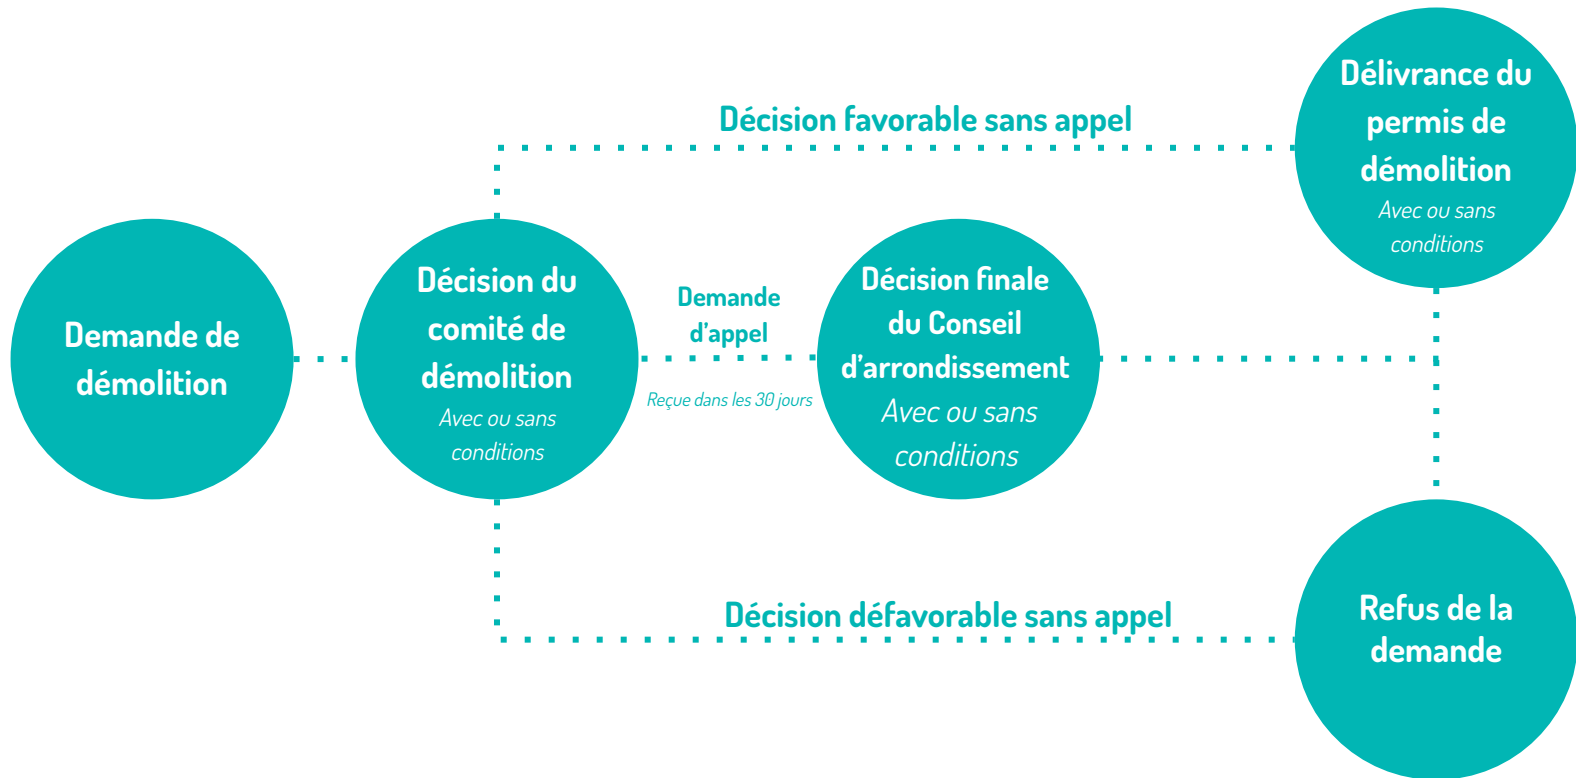 Demande de
démolition
Décision du
comité de
démolition
Avec ou sans
conditions
Décision favorable sans appel
Demande
d’appel
Reçue dans les 30 jours
Décision finale
du Conseil
d’arrondissement
Avec ou sans
conditions
Décision défavorable sans appel
Délivrance du
permis de
démolition
Avec ou sans
conditions
Refus de la
demande